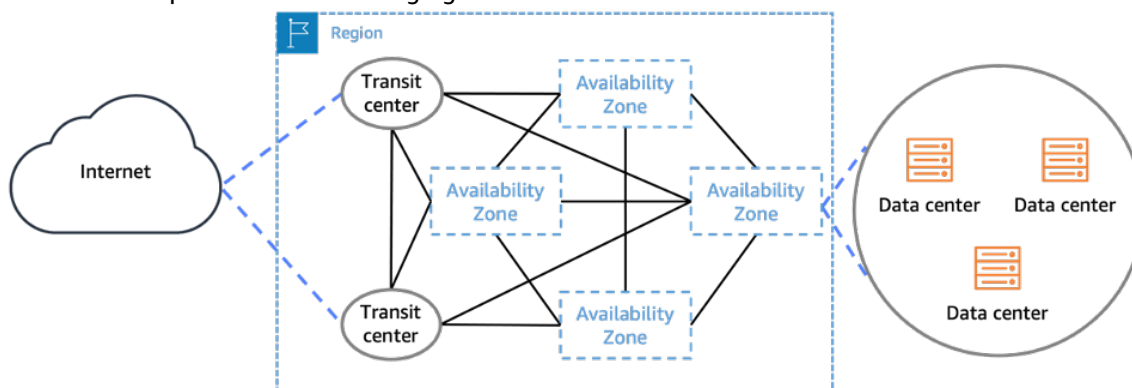 Region
Transit
center
Availability
Zone
Internet
Availability
Zone
Availability
Zone
Data center
Data center
Transit
center
Availability
Zone
Data center